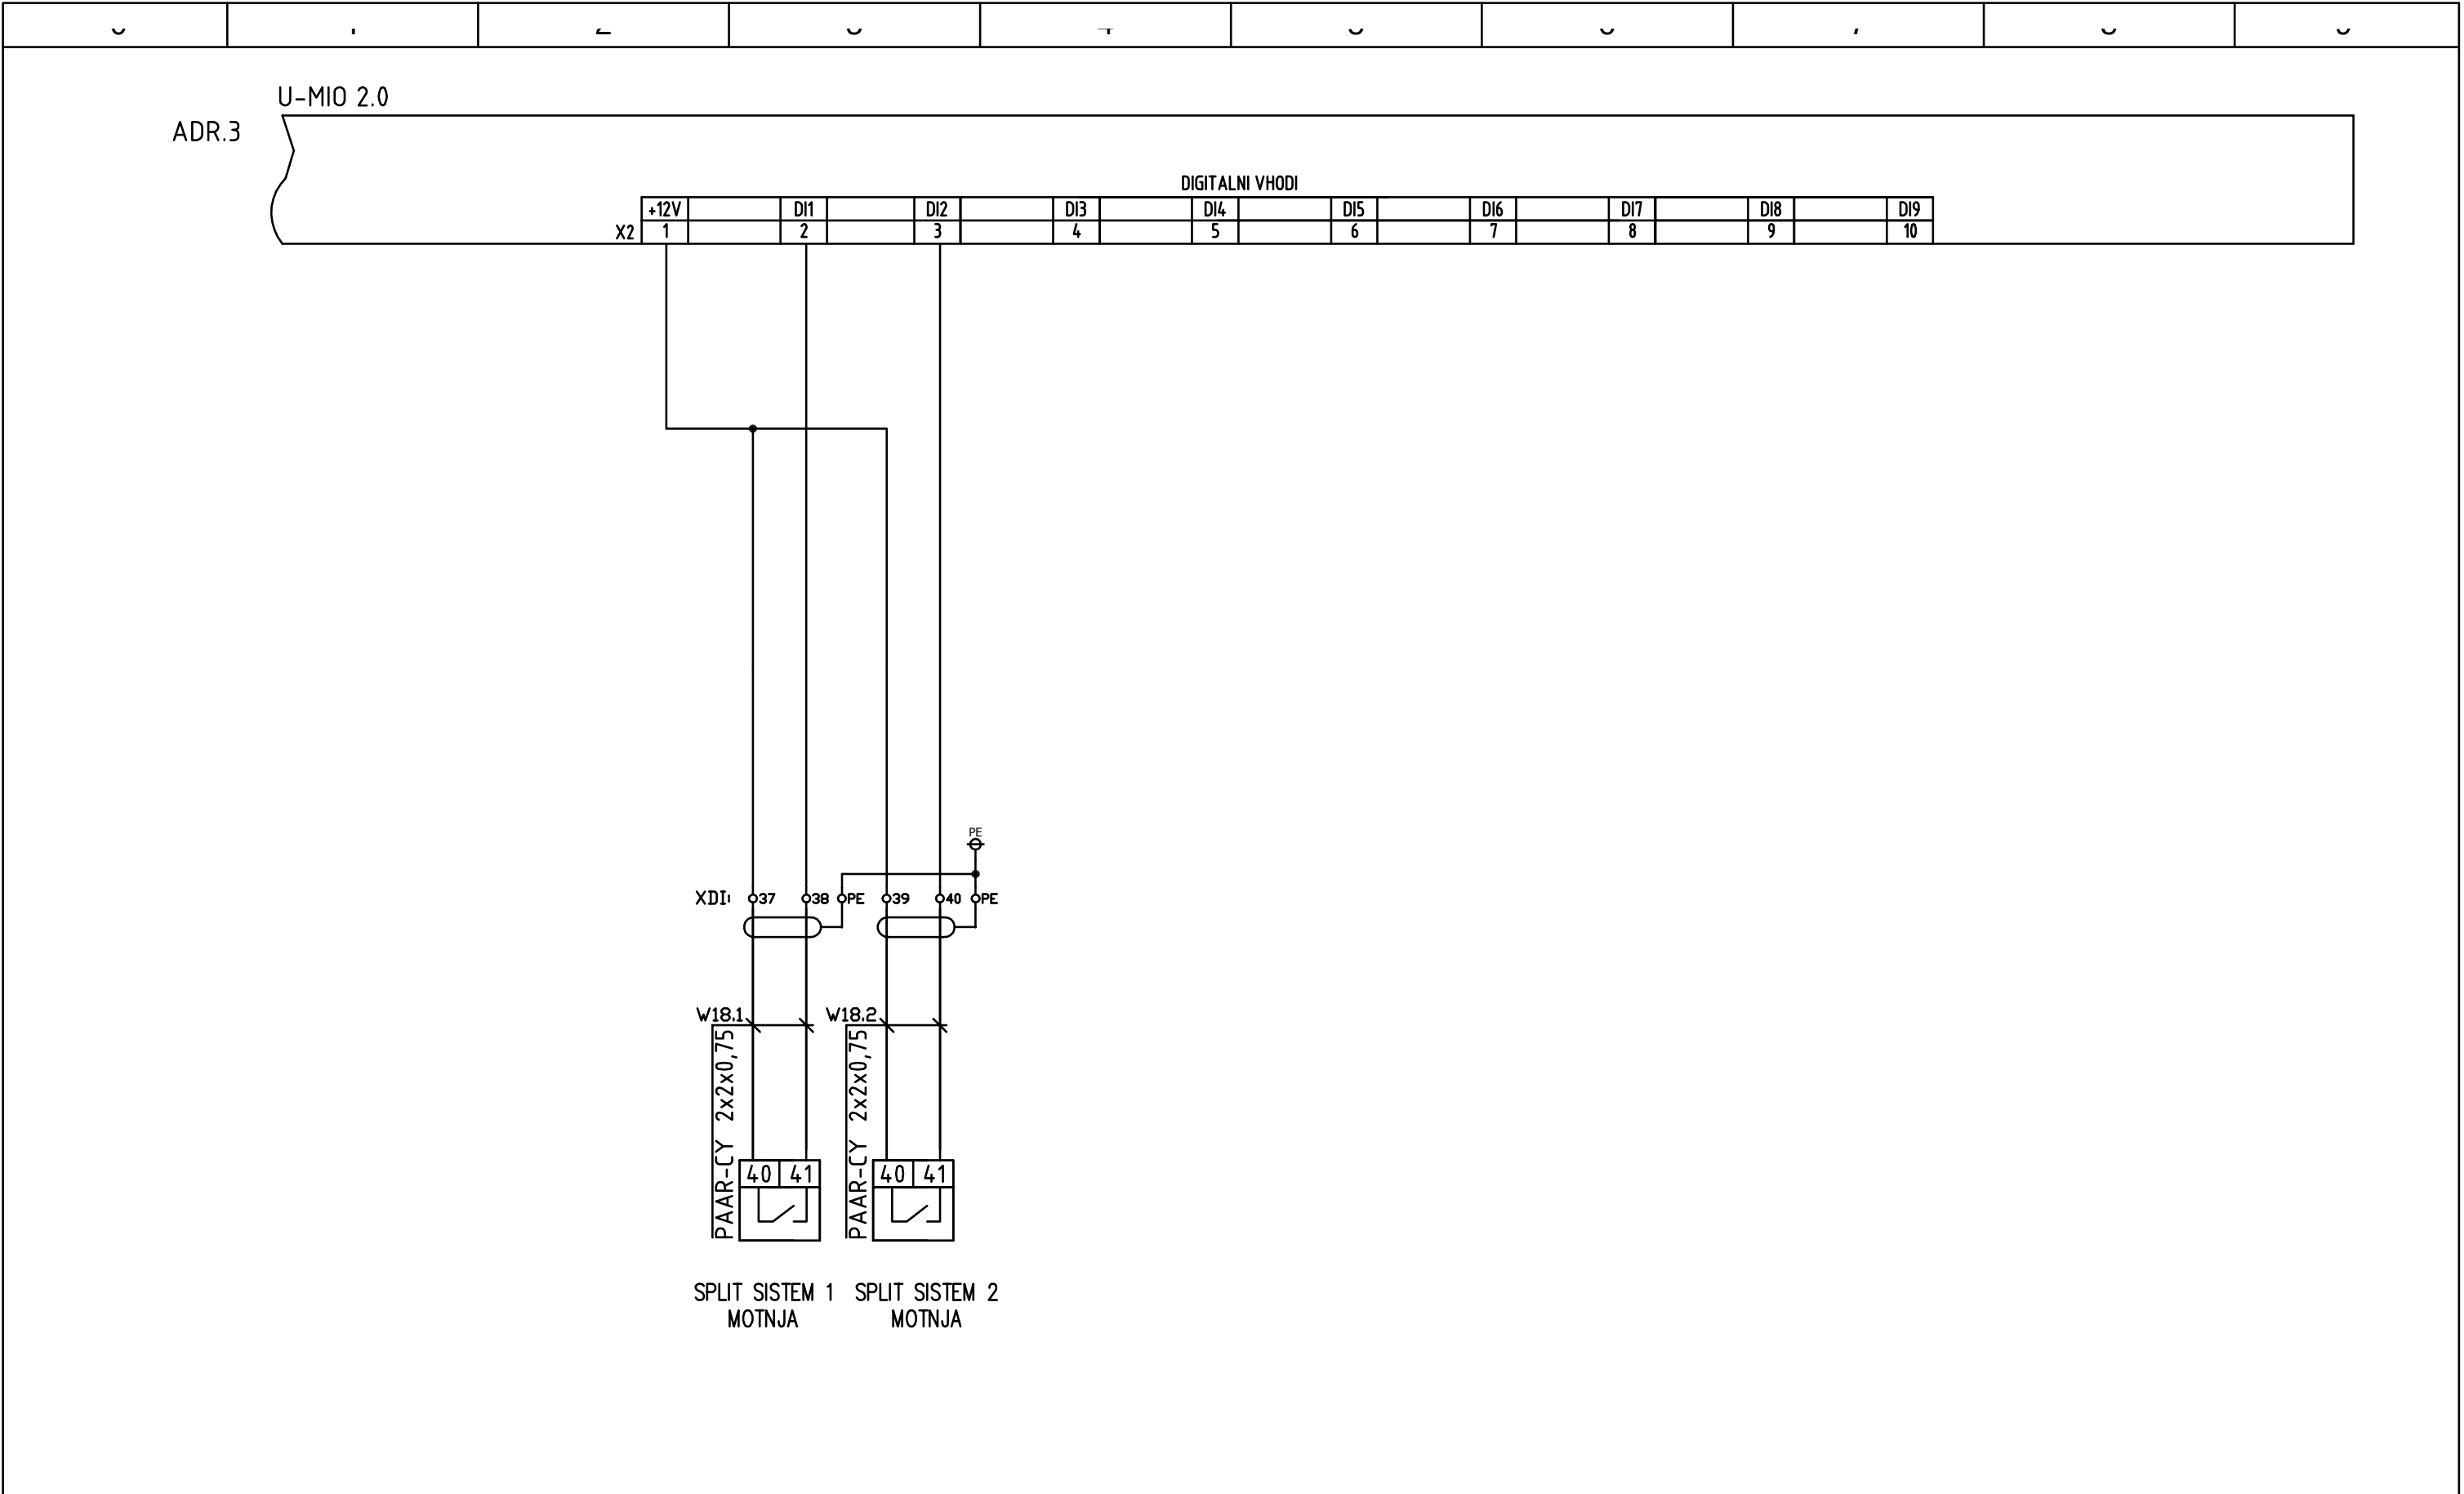 U-MIO 2.0
ADR.3
DIGITALNI VHODI
+12V DI1 DI2 DI3 DI4 DI5 DI6 DI7 DI8 DI9
X2 1 2 3 4 5 6 7 8 9 10
PE
XDI: 37 38 PE 39 40 PE
W18.1 W18.2
PAAR-CY 2x2x0,75
PAAR-CY 2x2x0,75
40 41 40 41
SPLIT SISTEM 1
MOTNJA
SPLIT SISTEM 2
MOTNJA